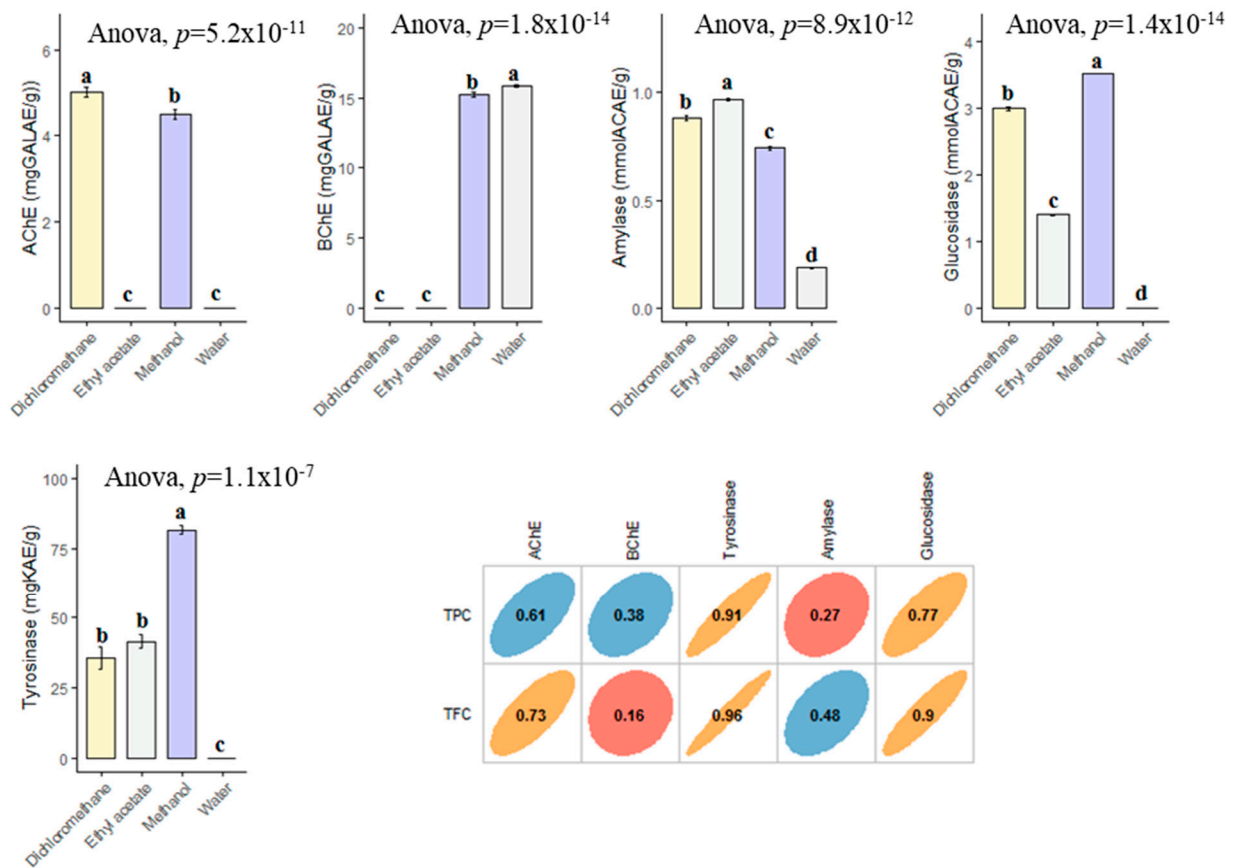 Anova, p=5.2x10-11
AChE (mgGALAE/g))
6
4
2
0
a
c
b
c
Dichloromethane
Ethyl acetate
Methanol
Water
Anova, p=1.8x10-14
BChE (mgGALAE/g)
20
15
10
5
0
c
c
b
a
Dichloromethane
Ethyl acetate
Methanol
Water
Anova, p=8.9x10-12
Amylase (mmolACAE/g)
1.0
0.5
0.0
b
a
c
d
Dichloromethane
Ethyl acetate
Methanol
Water
Anova, p=1.4x10-14
Glucosidase (mmolACAE/g)
4
3
2
1
0
b
c
a
d
Dichloromethane
Ethyl acetate
Methanol
Water
Anova, p=1.1x10-7
Tyrosinase (mgKAE/g)
100
75
50
25
0
b
b
a
c
Dichloromethane
Ethyl acetate
Methanol
Water
AChE
BChE
Tyrosinase
Amylase
Glucosidase
TPC 0.61 0.38 0.91 0.27 0.77
TFC 0.73 0.16 0.96 0.48 0.9